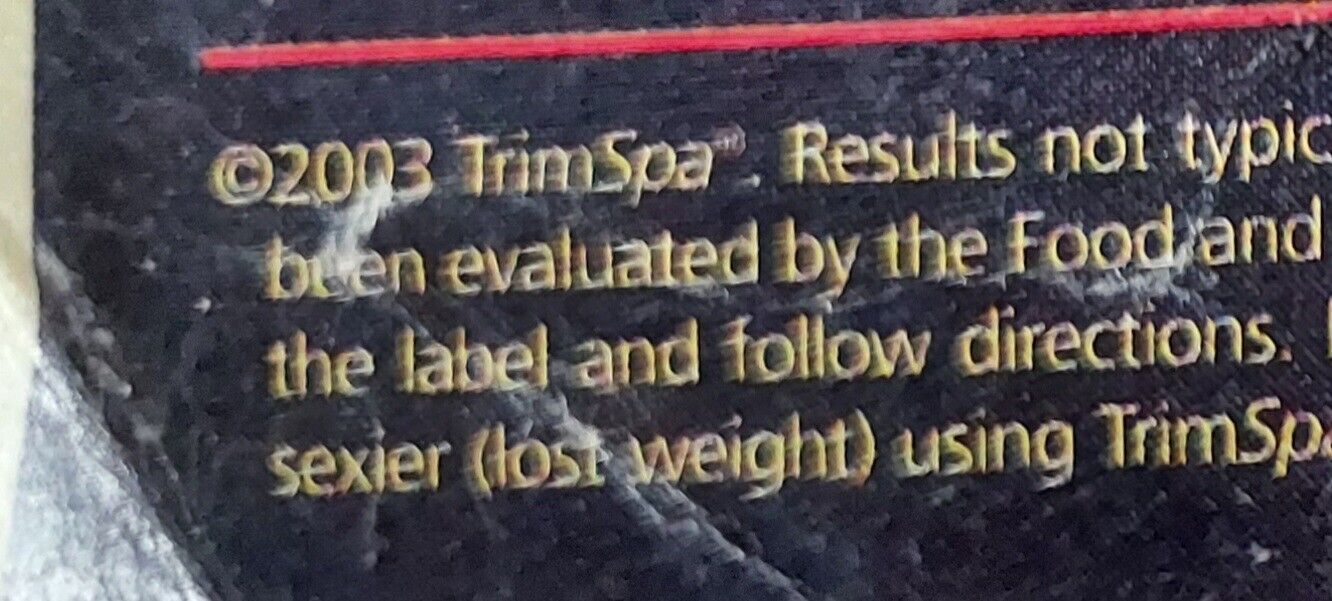 ©2003 TrimSpa®. Results not typic
been evaluated by the Food and
the label and follow directions.
sexier (lost weight) using TrimSpa